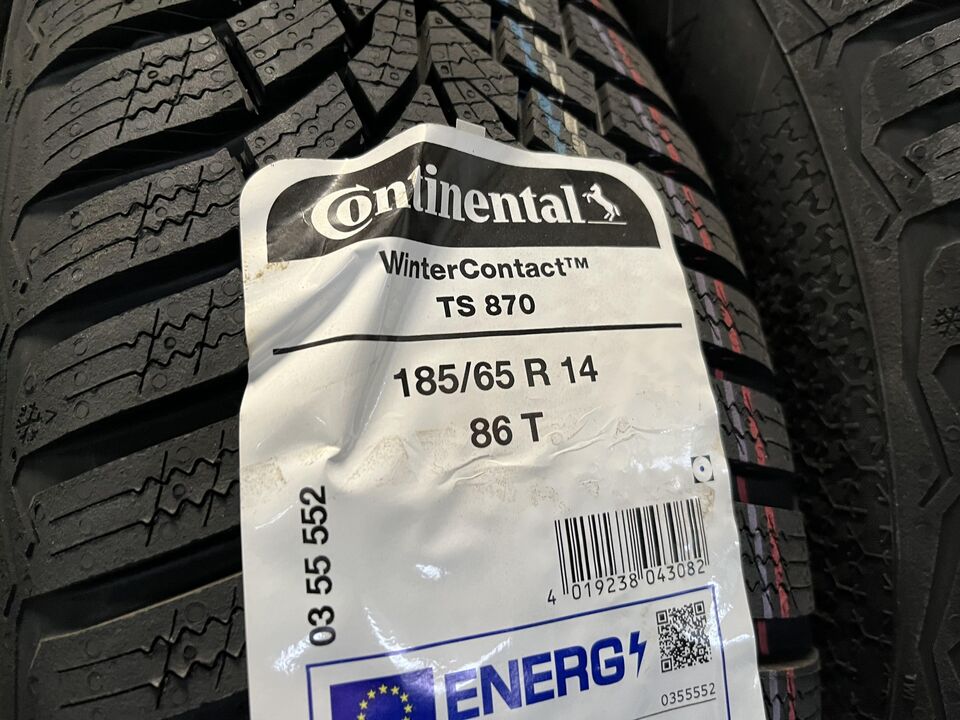 Continental
WinterContact™
TS 870
185/65 R 14
86 T
03 55 552
4 019238 043082
ENERG
0355552